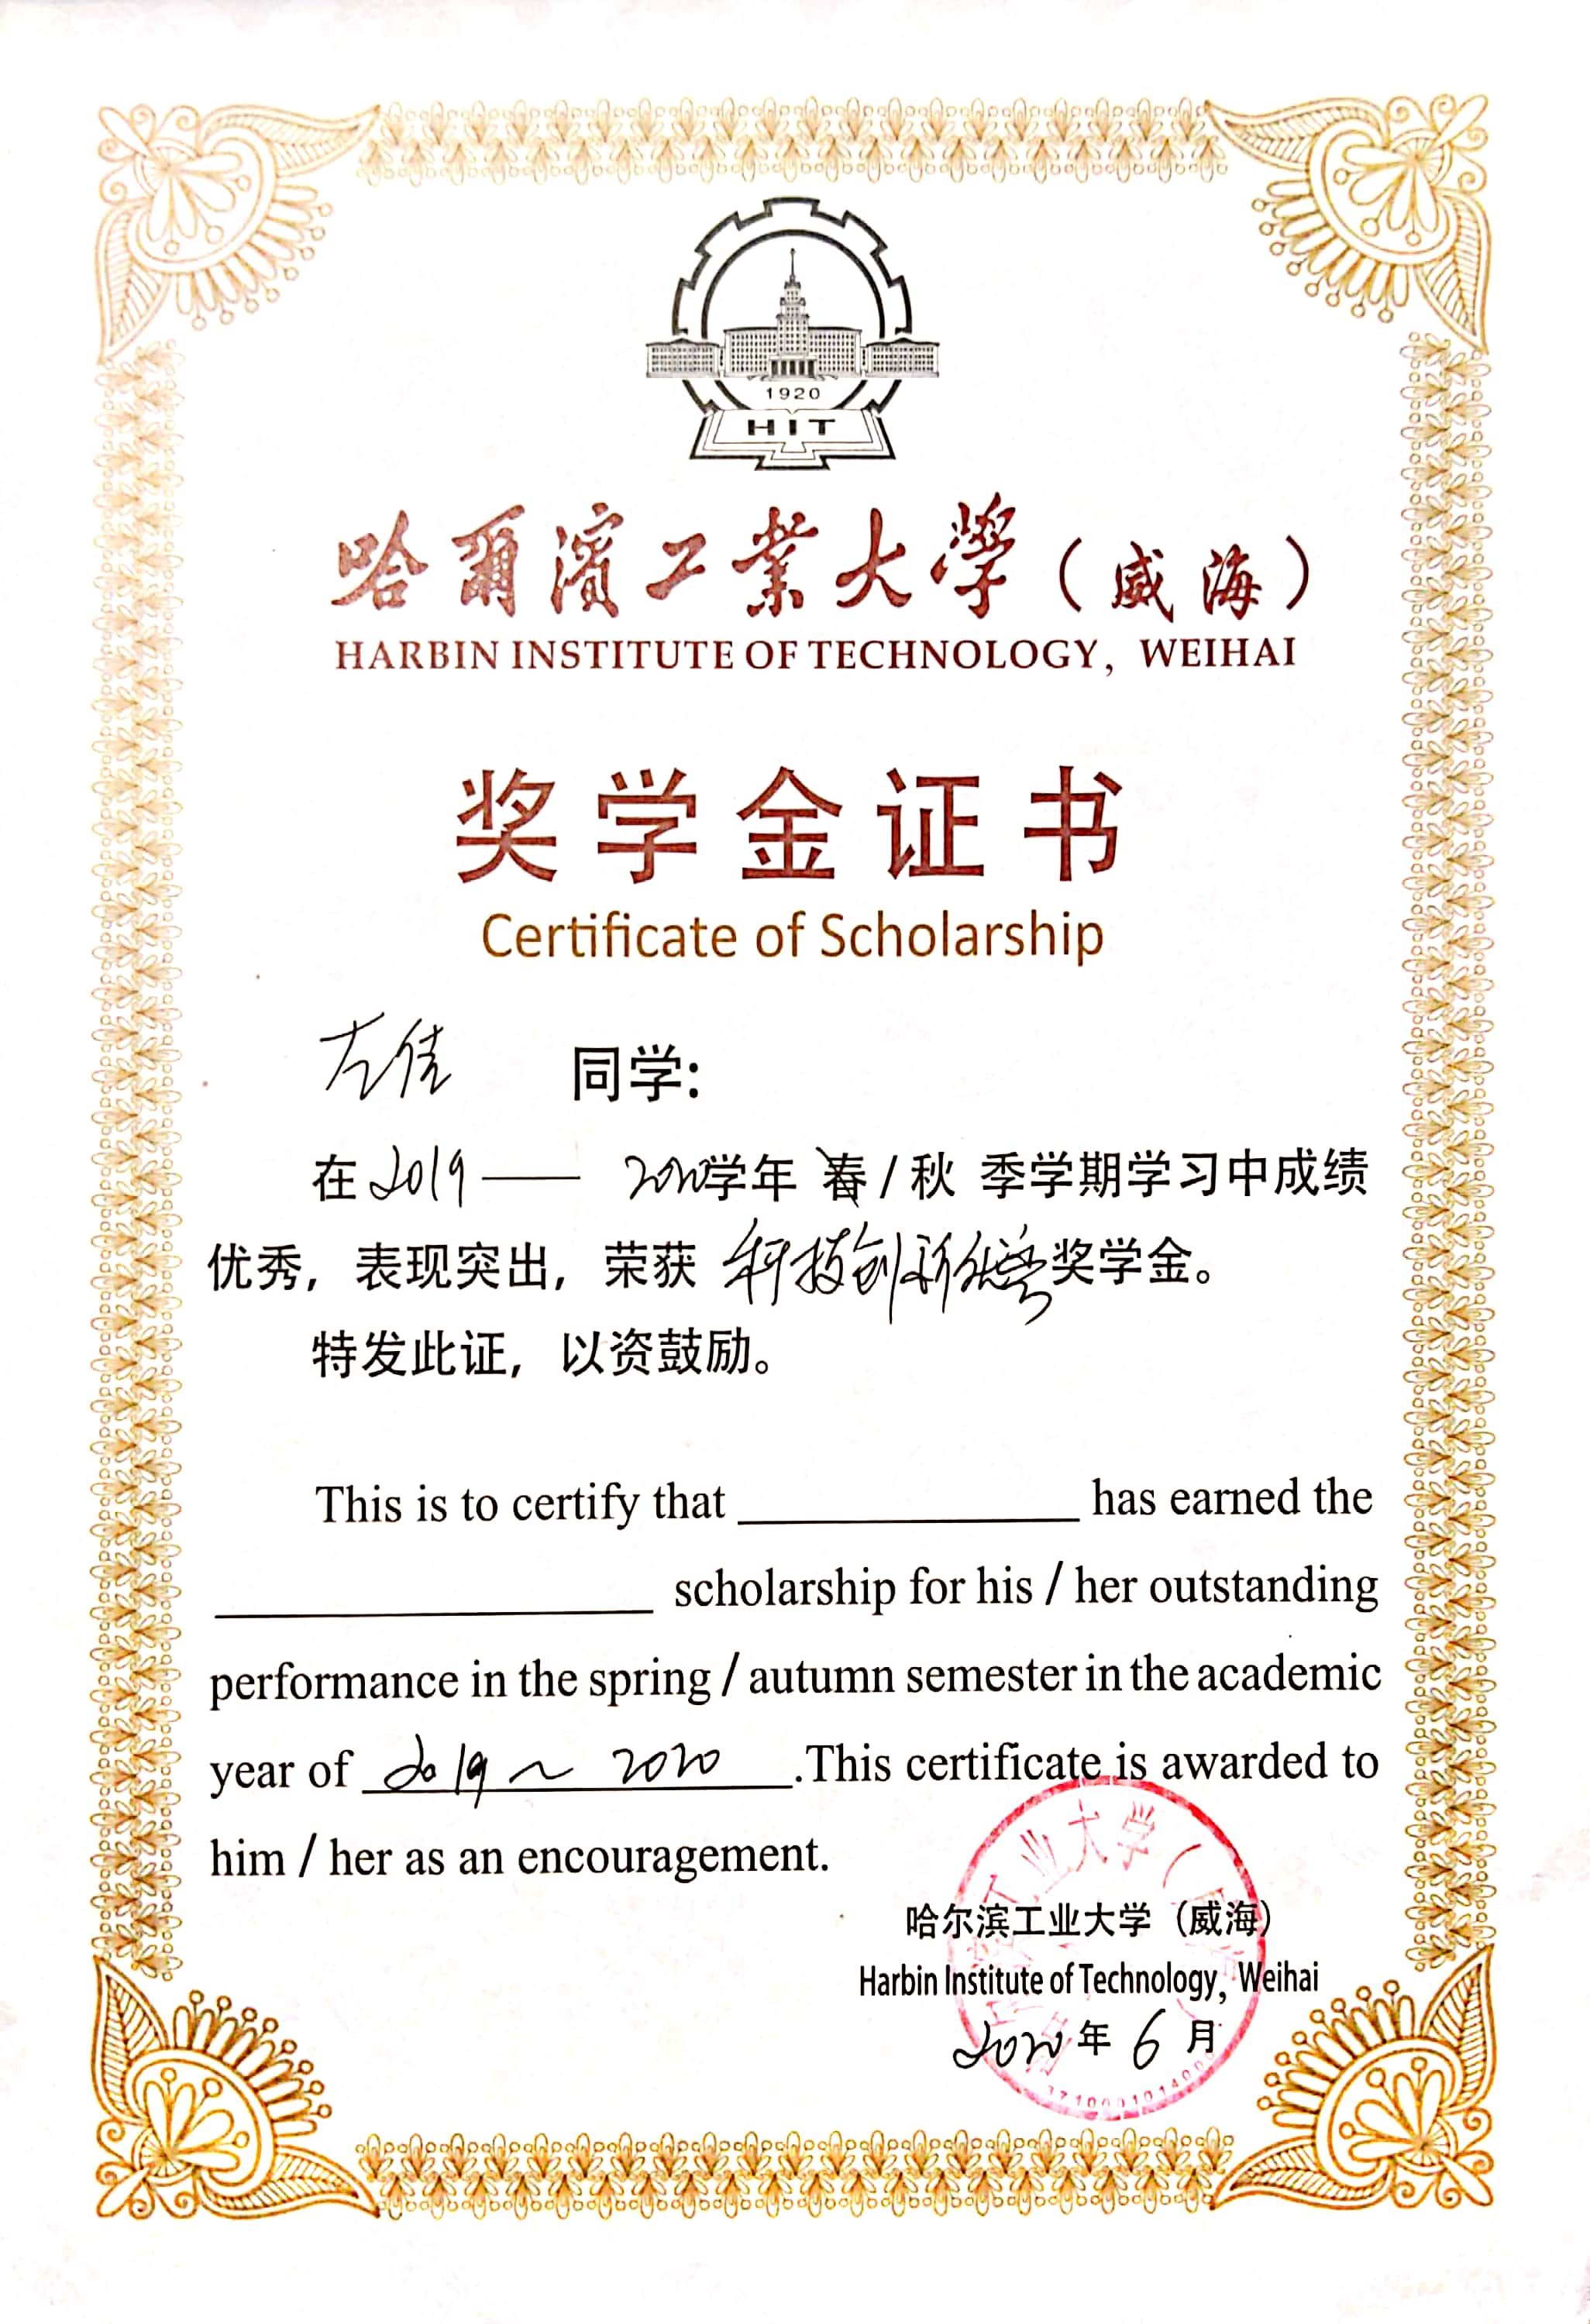 1920
HIT
哈爾濱工業大學（威海）
HARBIN INSTITUTE OF TECHNOLOGY, WEIHAI
奖学金证书
Certificate of Scholarship
左佳 同学:
在2019—— 2020学年 春 / 秋 季学期学习中成绩
优秀，表现突出，荣获 科技创新优秀奖学金。
特发此证，以资鼓励。
This is to certify that ____________ has earned the
____________ scholarship for his / her outstanding
performance in the spring / autumn semester in the academic
year of 2019 ~ 2020 .This certificate is awarded to
him / her as an encouragement.
工业大学（
哈尔滨工业大学（威海）
Harbin Institute of Technology, Weihai
2020年6月